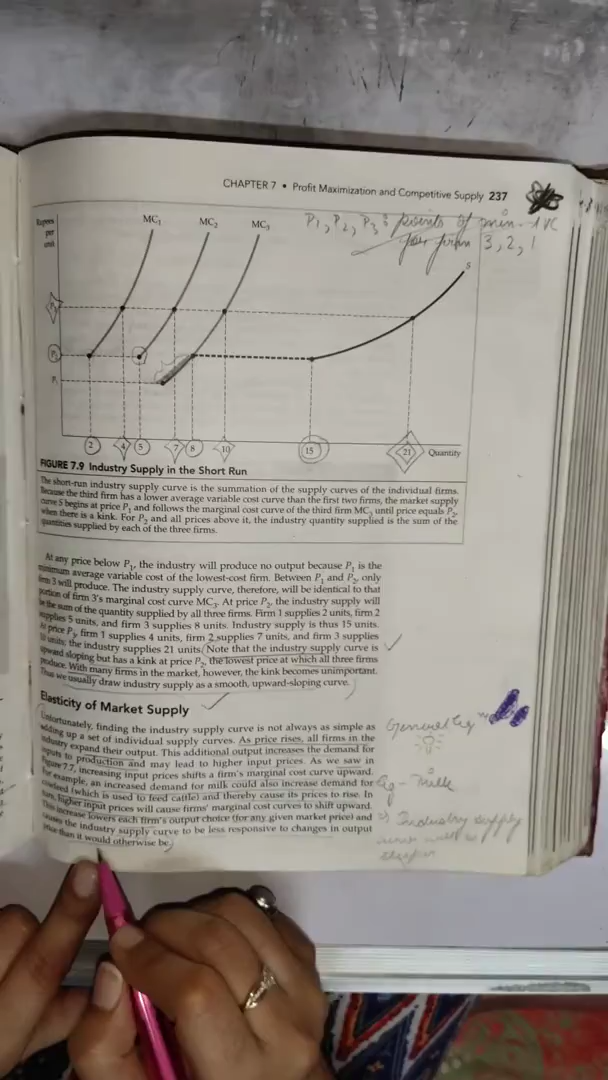 CHAPTER 7 • Profit Maximization and Competitive Supply 237
P1, P2, P3 : points of min. AVC
for firm 3, 2, 1
Rupees
per
unit
MC1 MC2 MC3
S
P3
P2
P1
2 4 5 7 8 10 15 21 Quantity
FIGURE 7.9 Industry Supply in the Short Run
The short-run industry supply curve is the summation of the supply curves of the individual firms.
Because the third firm has a lower average variable cost than the first two firms, the market supply
curve S begins at price P1 and follows the marginal cost curve of the third firm MC3 until price equals P2,
when there is a kink. For P2 and all prices above it, the industry quantity supplied is the sum of the
quantities supplied by each of the three firms.
At any price below P1, the industry will produce no output because P1 is the
minimum average variable cost of the lowest-cost firm. Between P1 and P2, only
firm 3 will produce. The industry supply curve, therefore, will be identical to that
portion of firm 3's marginal cost curve MC3. At price P2, the industry supply will
be the sum of the quantity supplied by all three firms. Firm 1 supplies 2 units, firm 2
supplies 5 units, and firm 3 supplies 8 units. Industry supply is thus 15 units.
At price P3, firm 1 supplies 4 units, firm 2 supplies 7 units, and firm 3 supplies
10 units; the industry supplies 21 units. Note that the industry supply curve is
upward sloping but has a kink at price P2, the lowest price at which all three firms
produce. With many firms in the market, however, the kink becomes unimportant.
Thus we usually draw industry supply as a smooth, upward-sloping curve.
Elasticity of Market Supply
Unfortunately, finding the industry supply curve is not always as simple as
adding up a set of individual supply curves. As price rises, all firms in the
industry expand their output. This additional output increases the demand for
inputs to production and may lead to higher input prices. As we saw in
Figure 7.7, increasing input prices shifts a firm's marginal cost curve upward.
For example, an increased demand for milk could also increase demand for
(which is used to feed cattle) and thereby cause its prices to rise. In
turn, higher input prices will cause firms' marginal cost curves to shift upward.
This increase lowers each firm's output choice (for any given market price) and
causes the industry supply curve to be less responsive to changes in output
price than it would otherwise be.
General Eq
Eg - Milk
Industry supply
curve will be
steeper